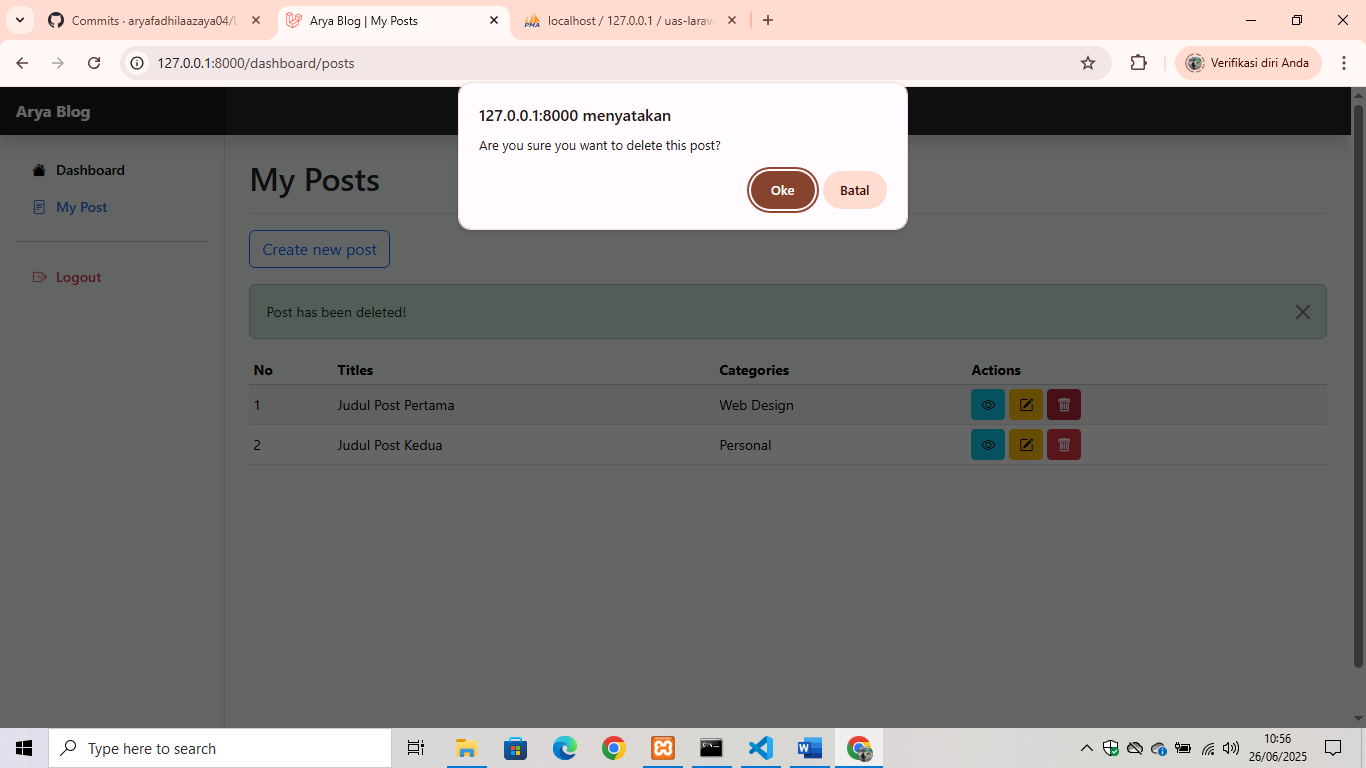 Commits · aryafadhilaazaya04/U
Arya Blog | My Posts
localhost / 127.0.0.1 / uas-larave
127.0.0.1:8000/dashboard/posts
Verifikasi diri Anda
Arya Blog
127.0.0.1:8000 menyatakan
Are you sure you want to delete this post?
Oke
Batal
Dashboard
My Post
Logout
My Posts
Create new post
Post has been deleted!
No Titles Categories Actions
1 Judul Post Pertama Web Design
2 Judul Post Kedua Personal
Type here to search
10:56
26/06/2025